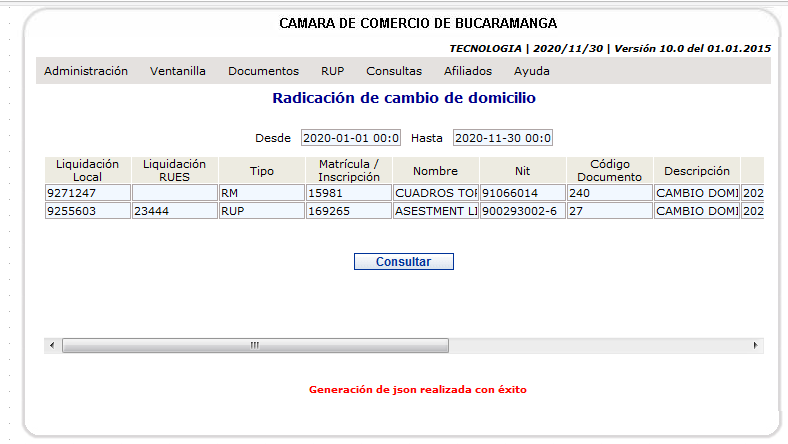 CAMARA DE COMERCIO DE BUCARAMANGA
TECNOLOGIA | 2020/11/30 | Versión 10.0 del 01.01.2015
Administración Ventanilla Documentos RUP Consultas Afiliados Ayuda
Radicación de cambio de domicilio
Desde 2020-01-01 00:0 Hasta 2020-11-30 00:0
Liquidación Local Liquidación RUES Tipo Matrícula / Inscripción Nombre Nit Código Documento Descripción
9271247 RM 15981 CUADROS TOR 91066014 240 CAMBIO DOMI 202
9255603 23444 RUP 169265 ASESTMENT LI 900293002-6 27 CAMBIO DOMI 202
Consultar
Generación de json realizada con éxito